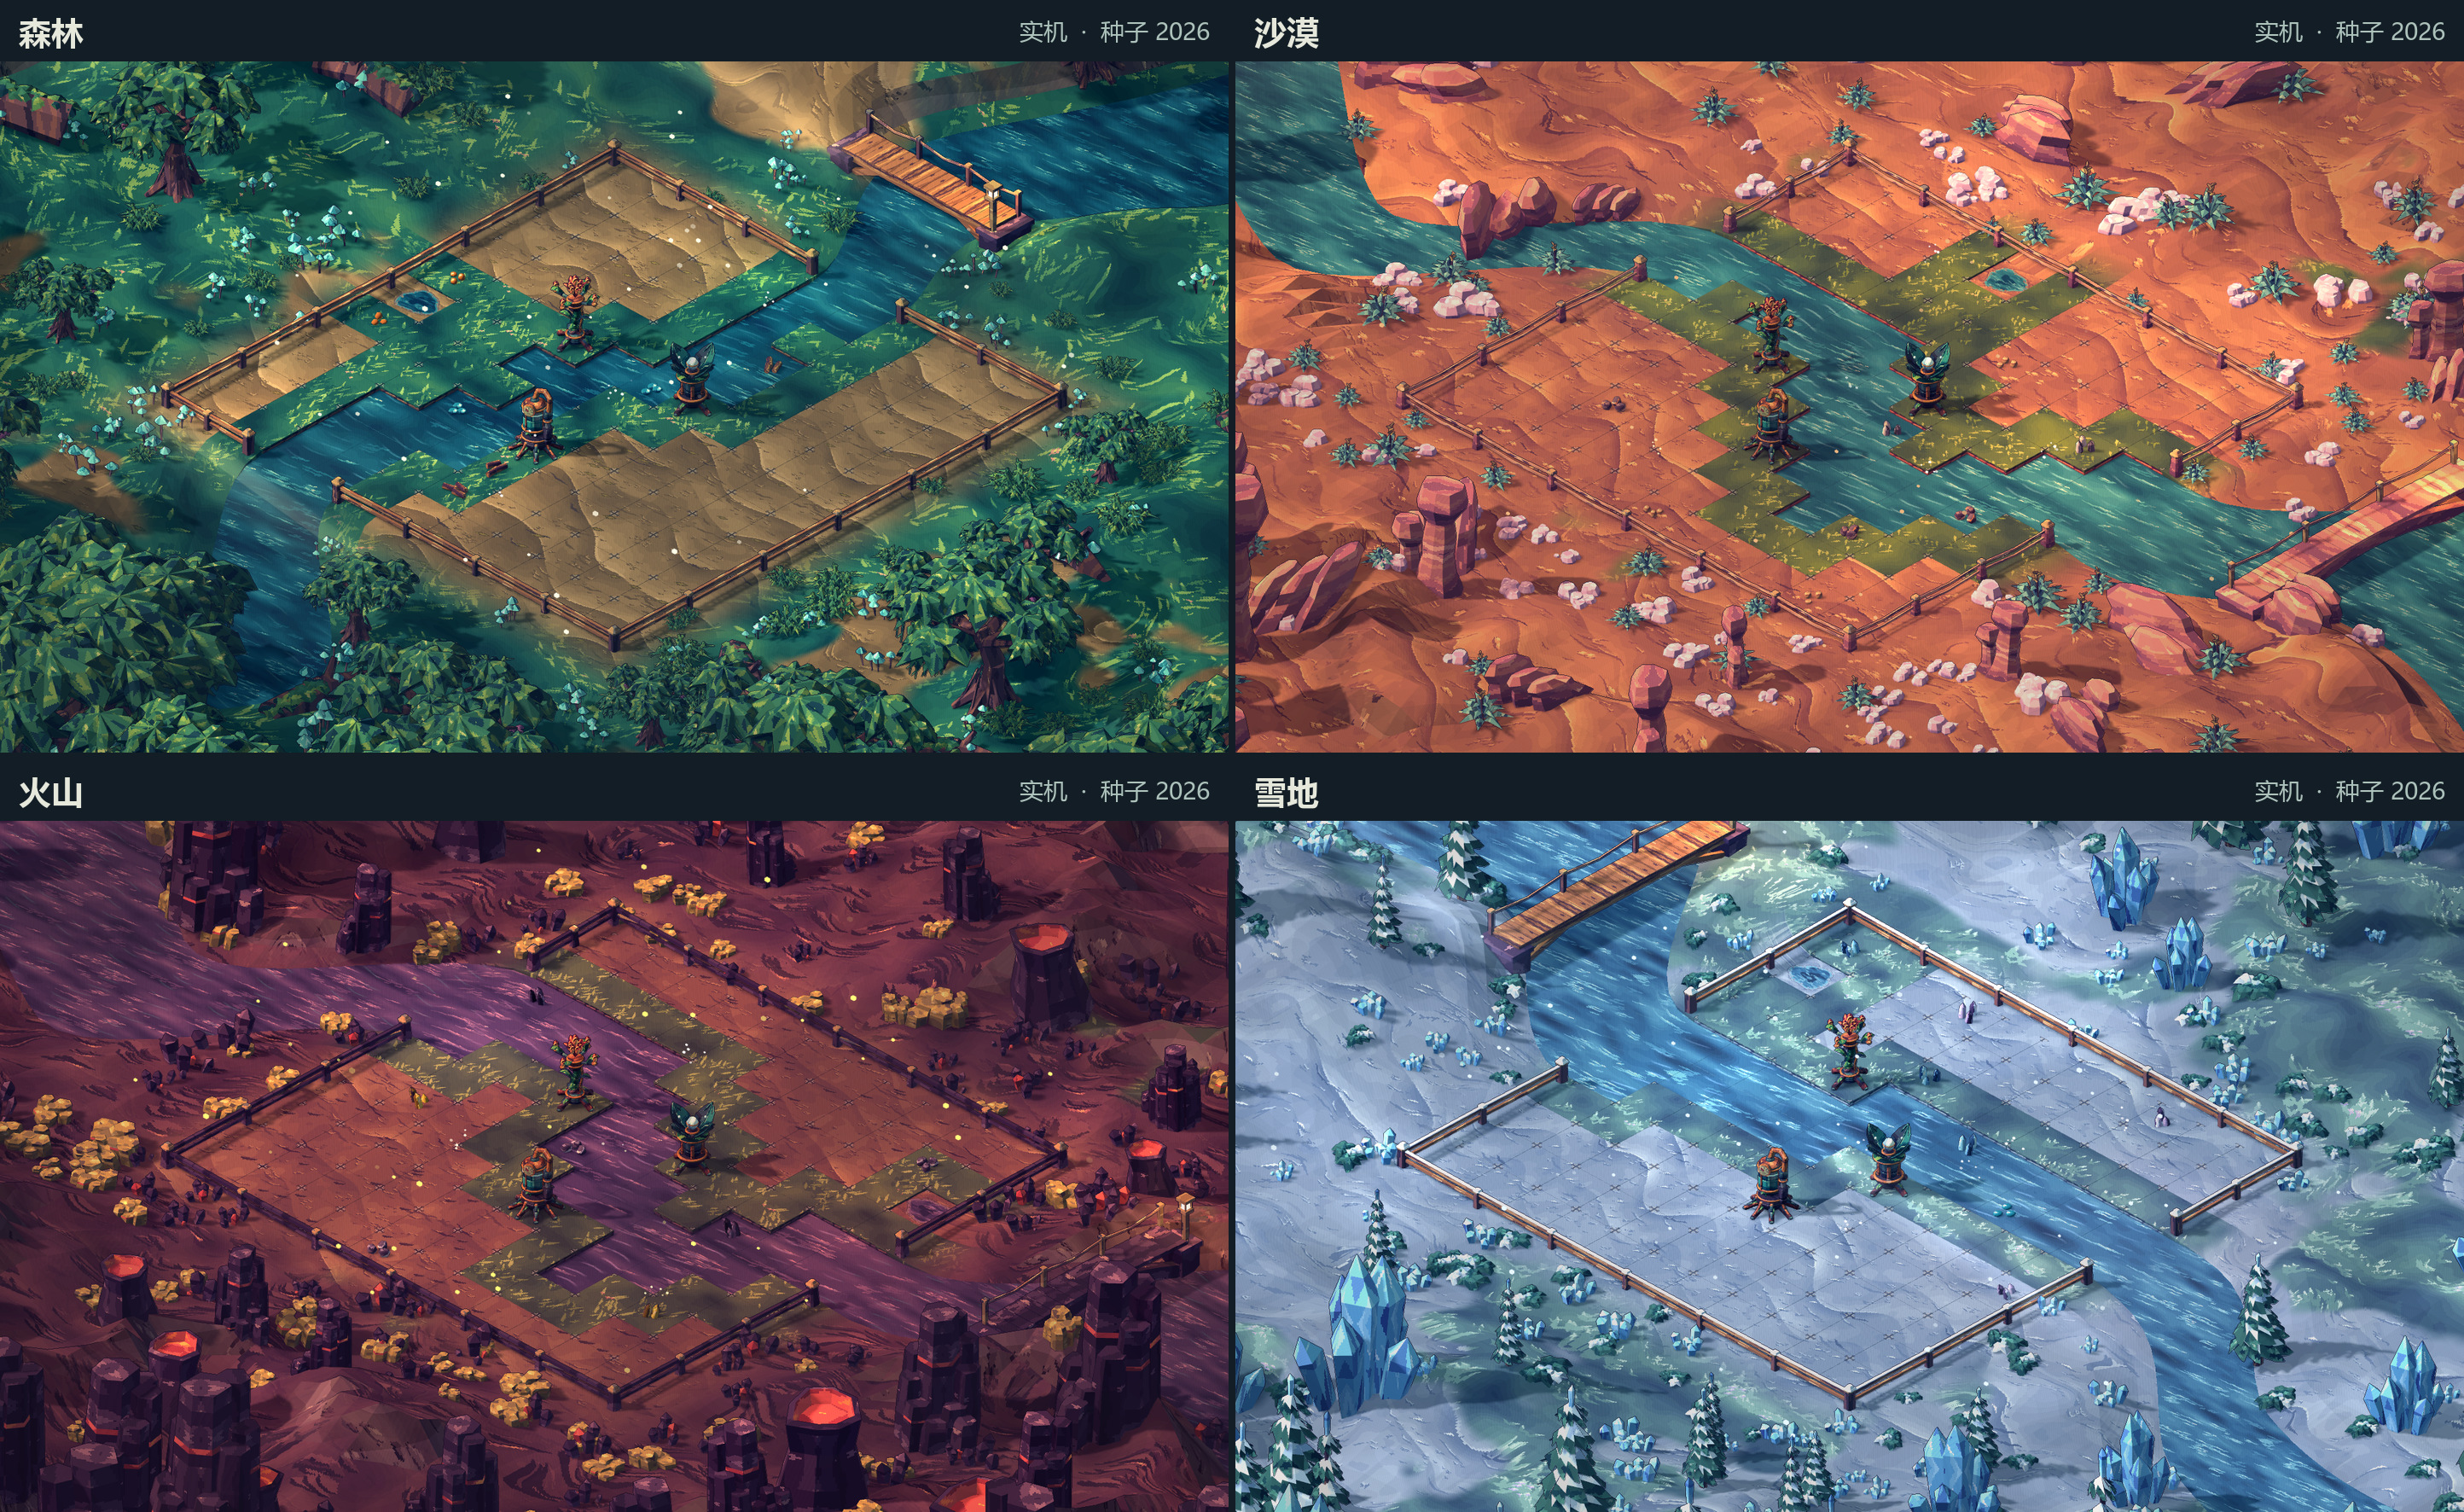 森林
实机 · 种子 2026
沙漠
实机 · 种子 2026
火山
实机 · 种子 2026
雪地
实机 · 种子 2026